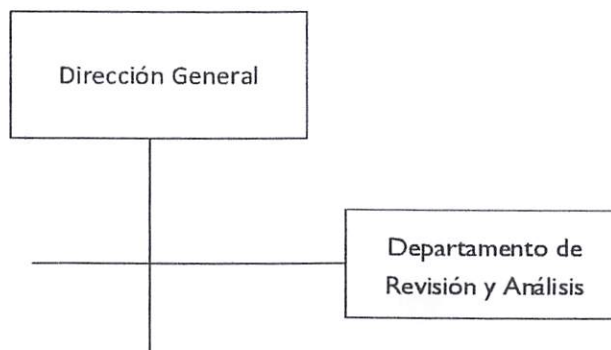 Dirección General
Departamento de
Revisión y Análisis